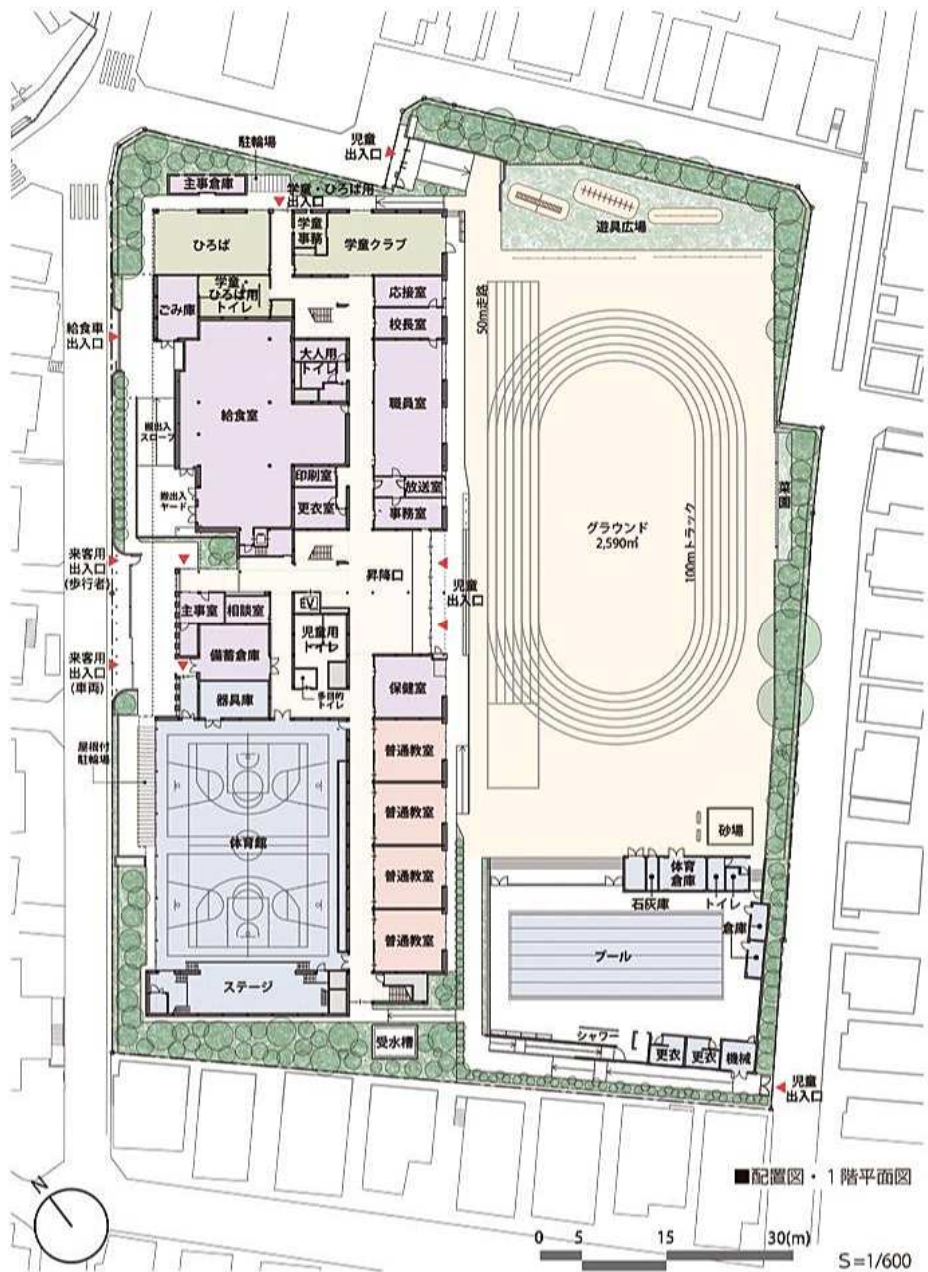 駐輪場
児童
出入口
主事倉庫
学童・ひろば用
出入口
学童
事務
ひろば
学童クラブ
遊具広場
学童・
ひろば用
トイレ
ごみ庫
応接室
校長室
50m走路
給食車
出入口
大人用
トイレ
給食室
職員室
搬出入
スロープ
印刷室
放送室
搬出入
ヤード
更衣室
事務室
菜園
グラウンド
2,590㎡
100mトラック
来客用
出入口
(歩行者)
昇降口
児童
出入口
主事室
相談室
EV
児童用
トイレ
備蓄倉庫
来客用
出入口
(車両)
器具庫
多目的
トイレ
保健室
屋根付
駐輪場
普通教室
体育館
普通教室
砂場
普通教室
体育
倉庫
石灰庫
トイレ
倉庫
普通教室
プール
ステージ
受水槽
シャワー
更衣
更衣
機械
児童
出入口
■配置図・1階平面図
N
0 5 15 30(m)
S=1/600